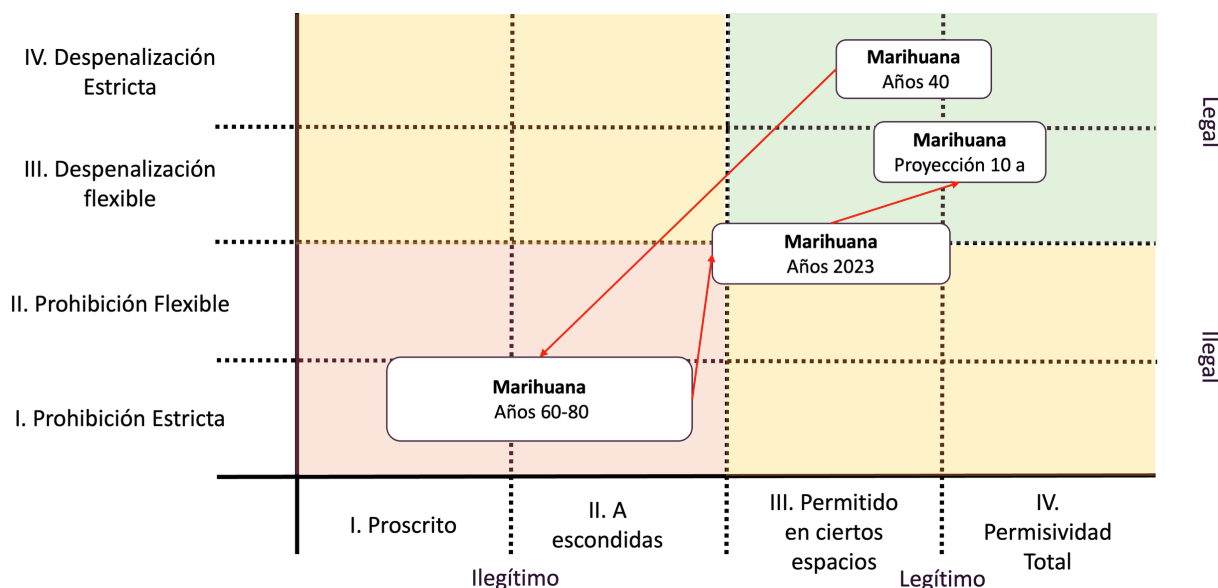 IV. Despenalización
Estricta
Marihuana
Años 40
Legal
III. Despenalización
flexible
Marihuana
Proyección 10 a
Marihuana
Años 2023
II. Prohibición Flexible
Ilegal
I. Prohibición Estricta
Marihuana
Años 60-80
I. Proscrito
II. A
escondidas
III. Permitido
en ciertos
espacios
IV.
Permisividad
Total
Ilegítimo
Legítimo